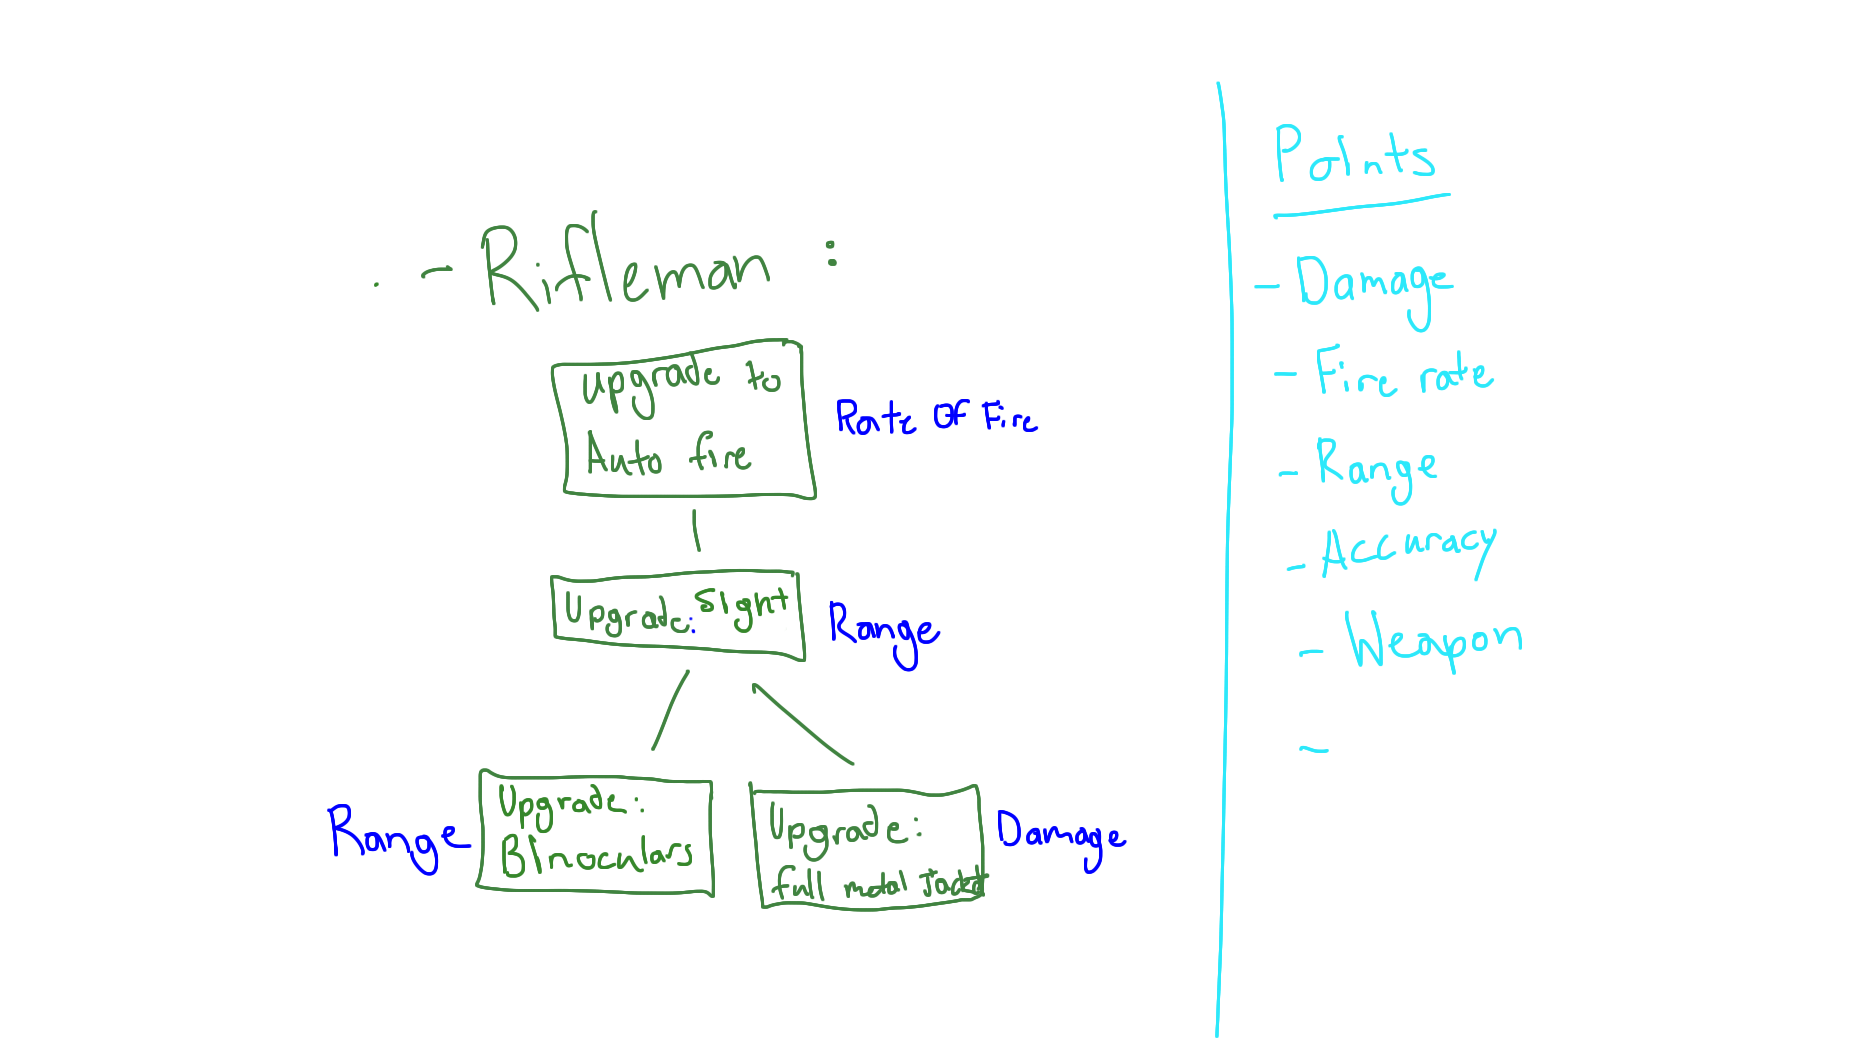 - Rifleman :
upgrade to
Auto fire
Rate Of Fire
Upgrade: Sight
Range
Range
Upgrade:
Binoculars
Upgrade:
full metal Jacket
Damage
Points
- Damage
- Fire rate
- Range
- Accuracy
- Weapon
-